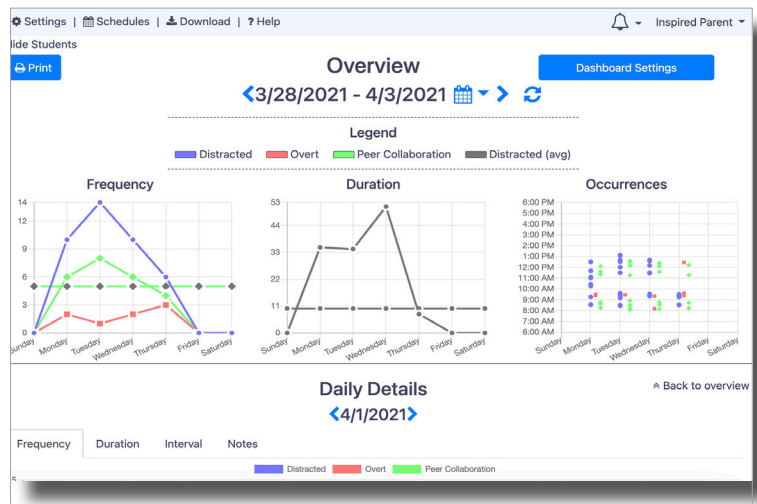 Settings | Schedules | Download | ? Help Inspired Parent
lide Students
Print Overview Dashboard Settings
3/28/2021 - 4/3/2021
Legend
Distracted Overt Peer Collaboration Distracted (avg)
Frequency
14
12
9
6
3
0
Sunday Monday Tuesday Wednesday Thursday Friday Saturday
Duration
53
44
33
22
11
0
Sunday Monday Tuesday Wednesday Thursday Friday Saturday
Occurrences
6:00 PM
5:00 PM
4:00 PM
3:00 PM
2:00 PM
1:00 PM
12:00 PM
11:00 AM
10:00 AM
9:00 AM
8:00 AM
7:00 AM
6:00 AM
Sunday Monday Tuesday Wednesday Thursday Friday Saturday
Daily Details Back to overview
4/1/2021
Frequency Duration Interval Notes
Distracted Overt Peer Collaboration